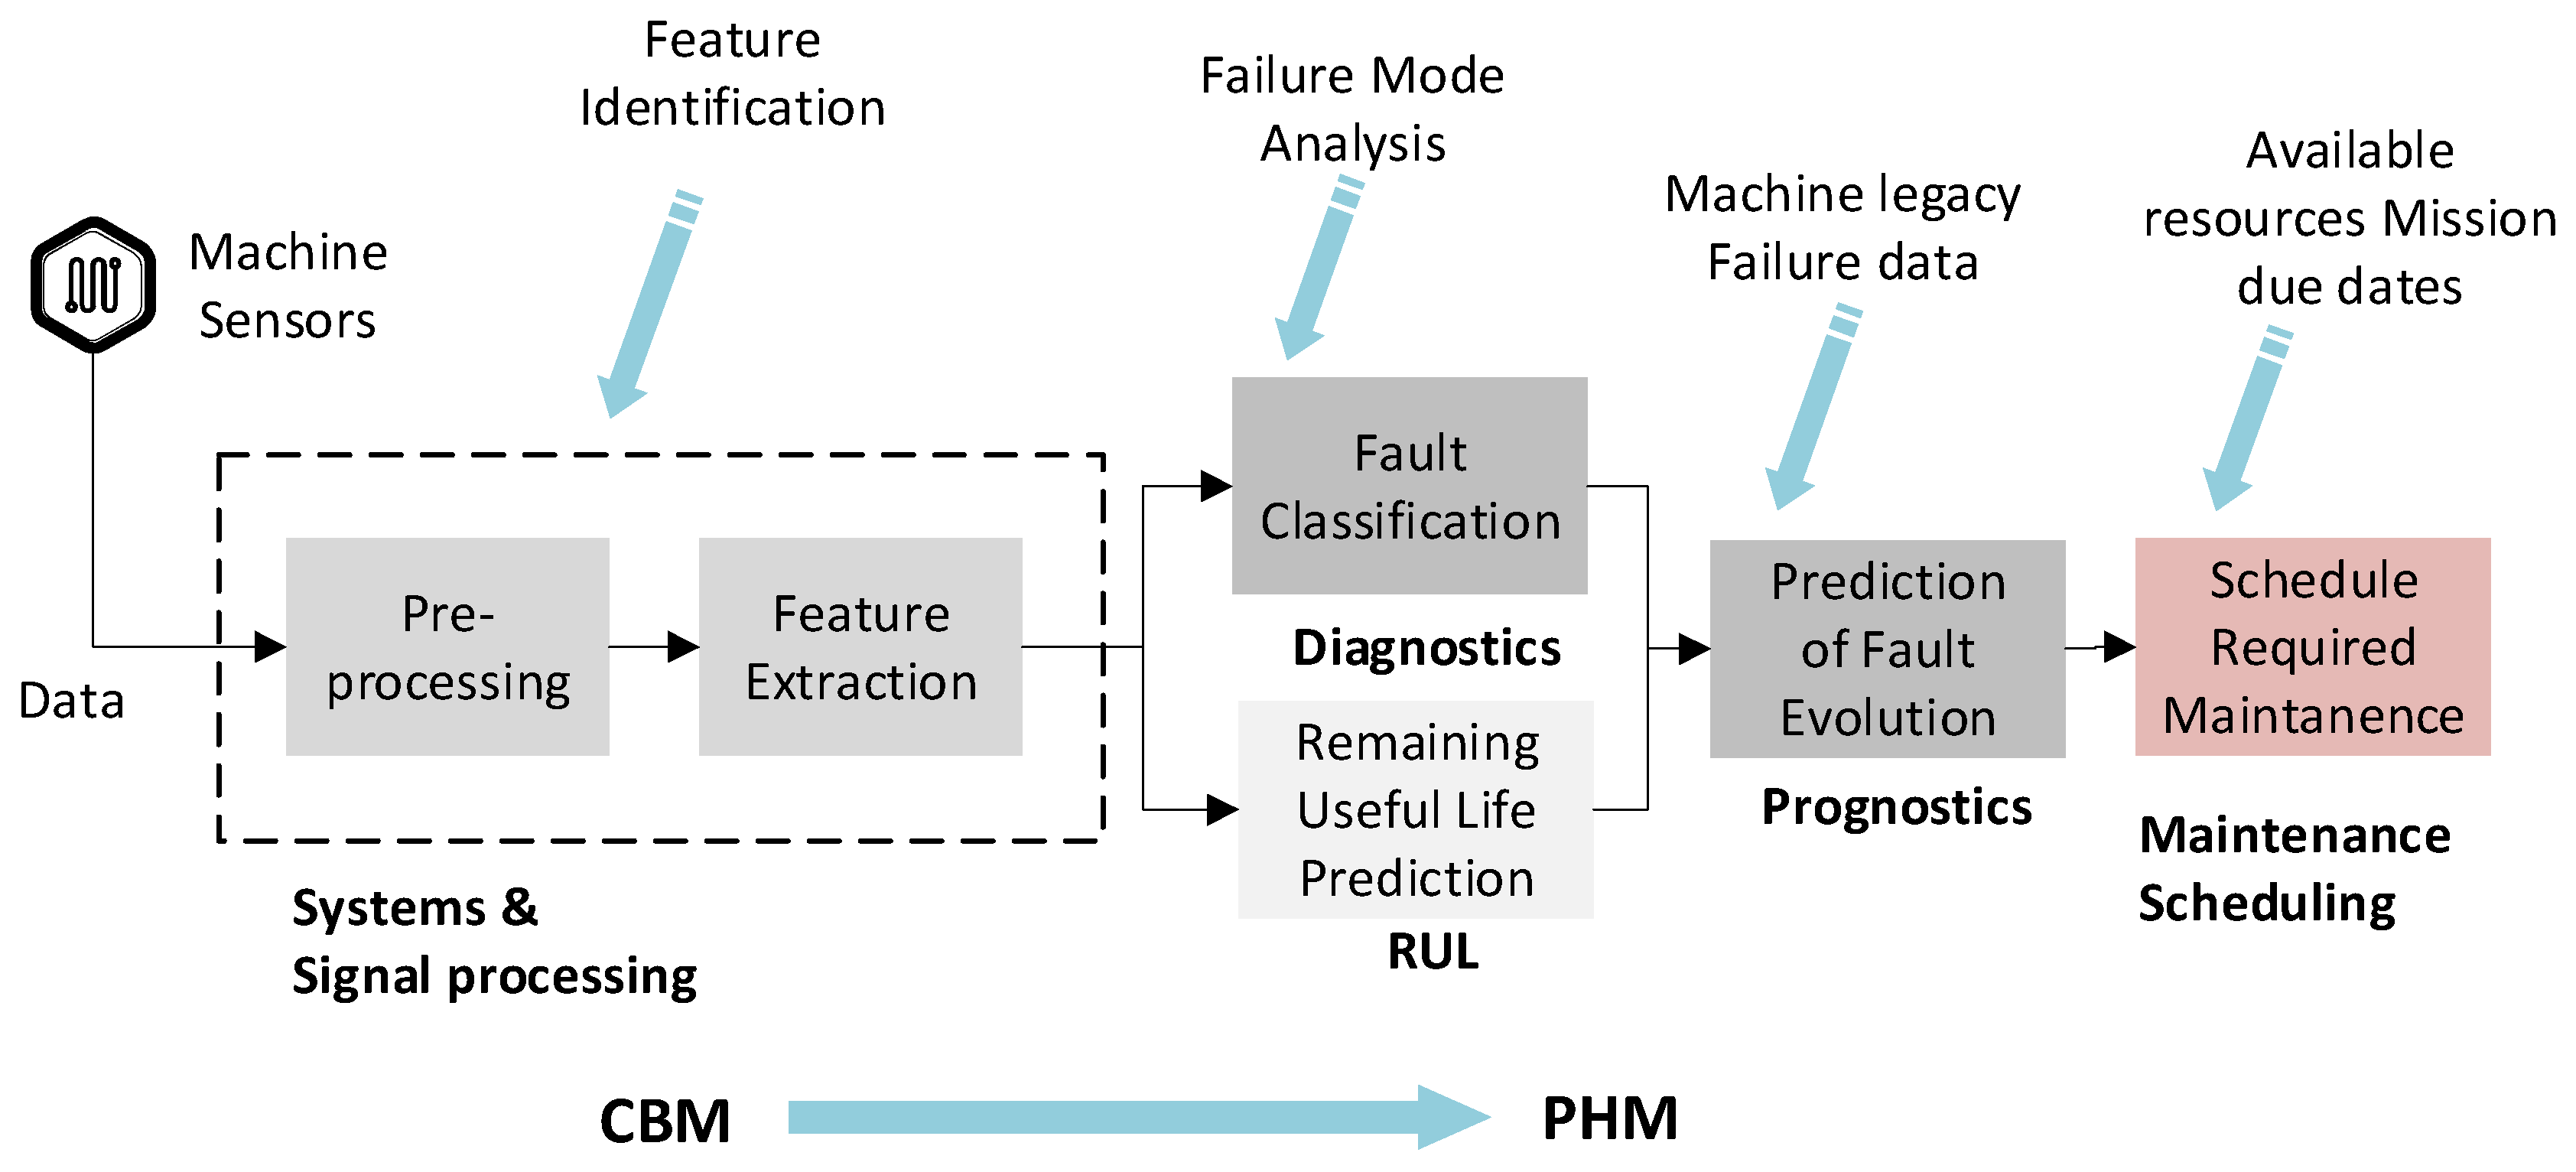 Feature
Identification
Failure Mode
Analysis
Machine legacy
Failure data
Available
resources Mission
due dates
Machine
Sensors
Data
Pre-
processing
Feature
Extraction
Systems &
Signal processing
Fault
Classification
Diagnostics
Remaining
Useful Life
Prediction
RUL
Prediction
of Fault
Evolution
Prognostics
Schedule
Required
Maintanence
Maintenance
Scheduling
CBM
PHM